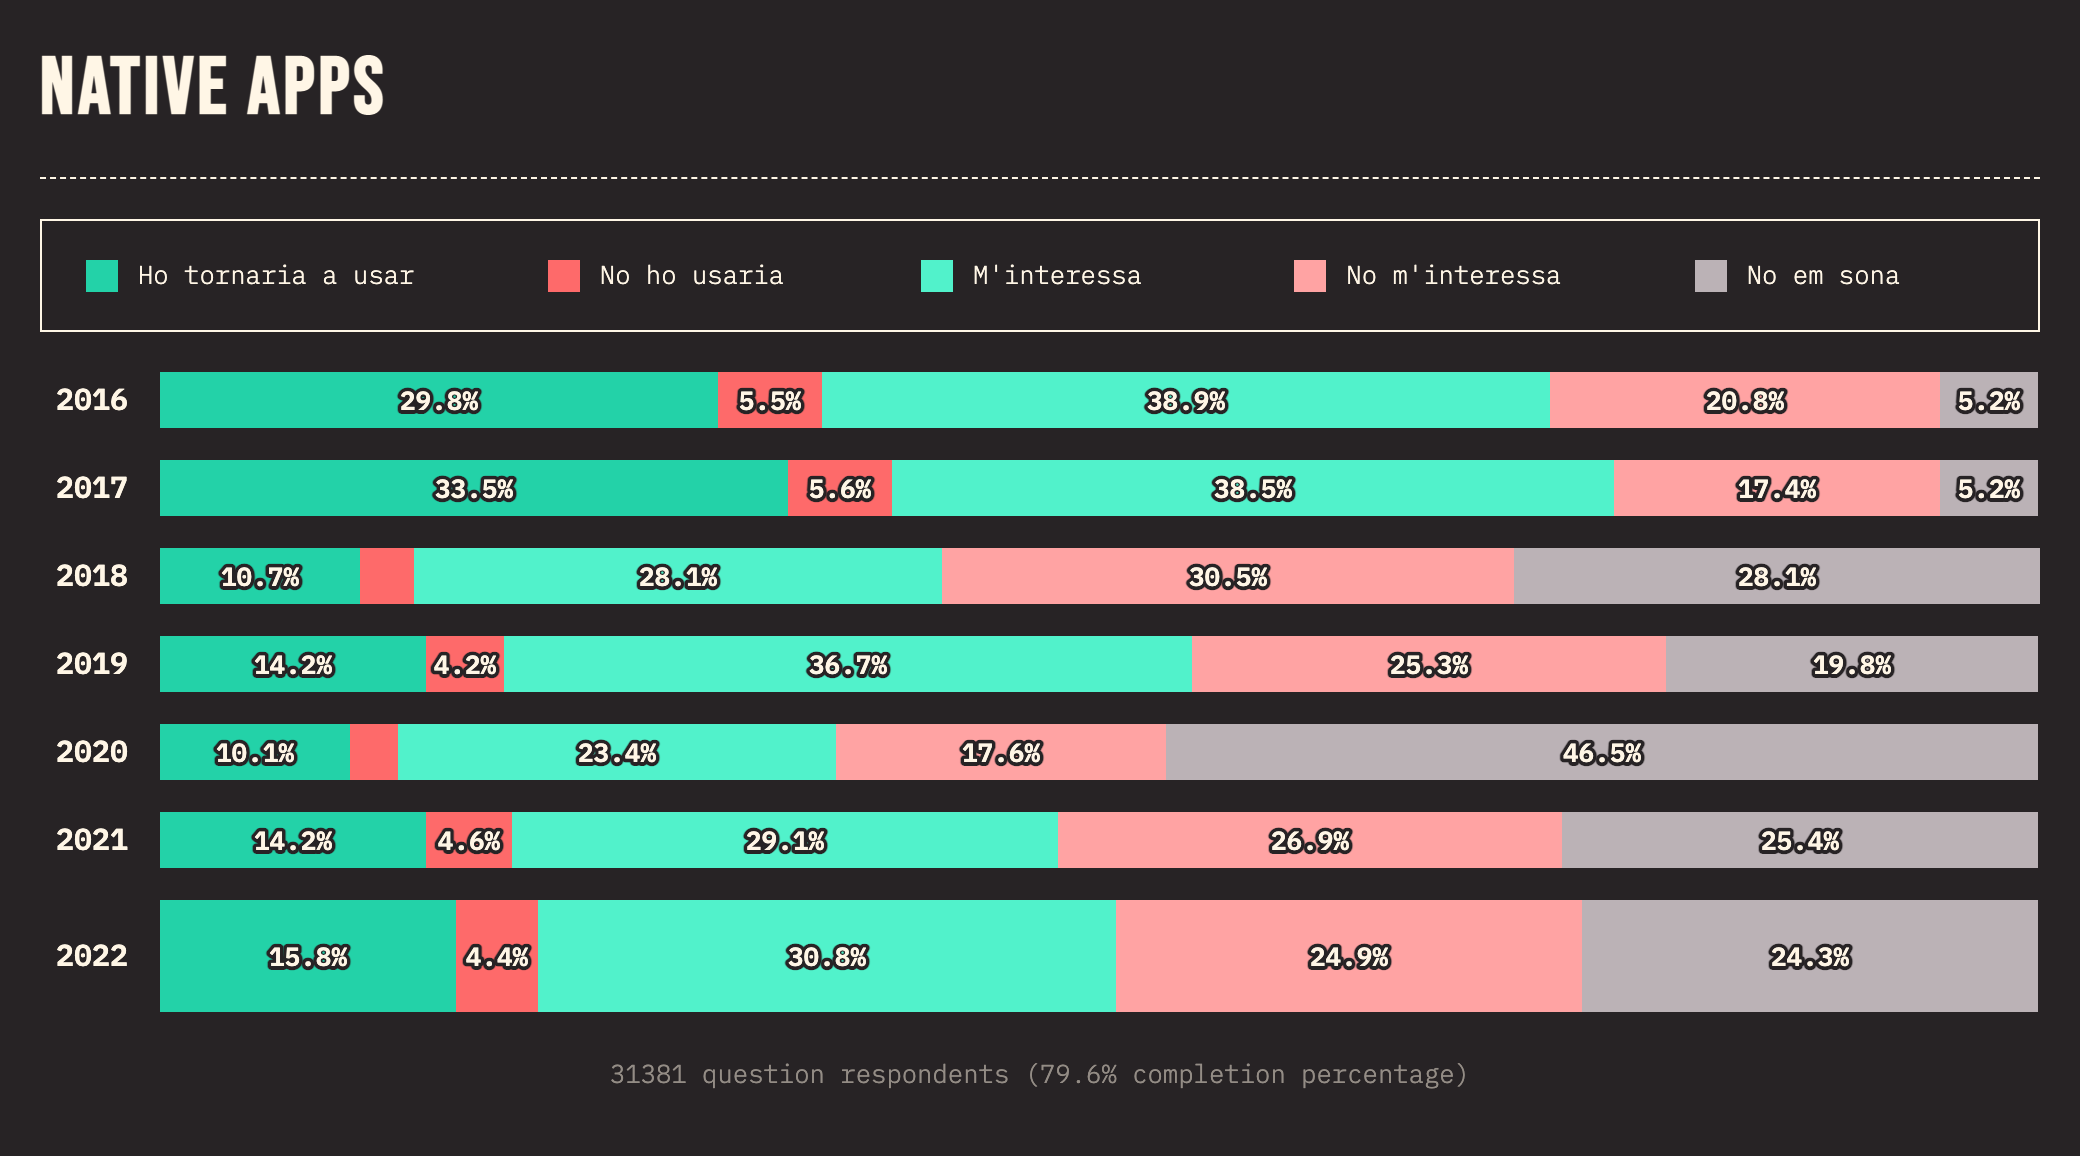 NATIVE APPS
Ho tornaria a usar No ho usaria M'interessa No m'interessa No em sona
2016 29.8% 5.5% 38.9% 20.8% 5.2%
2017 33.5% 5.6% 38.5% 17.4% 5.2%
2018 10.7% 28.1% 30.5% 28.1%
2019 14.2% 4.2% 36.7% 25.3% 19.8%
2020 10.1% 23.4% 17.6% 46.5%
2021 14.2% 4.6% 29.1% 26.9% 25.4%
2022 15.8% 4.4% 30.8% 24.9% 24.3%
31381 question respondents (79.6% completion percentage)